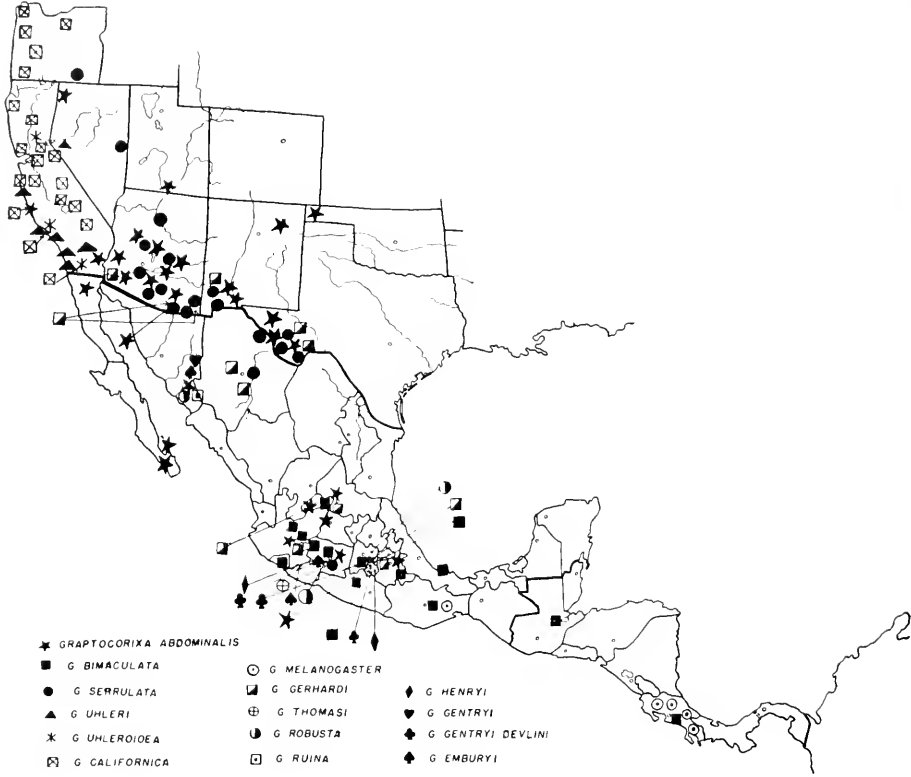 GRAPTOCORIXA ABDOMINALIS
G BIMACULATA
G SERRULATA
G UHLERI
G UHLEROIDEA
G CALIFORNICA
G MELANOGASTER
G GERHARDI
G THOMASI
G ROBUSTA
G RUINA
G HENRYI
G GENTRYI
G GENTRYI DEVLINI
G EMBURYI